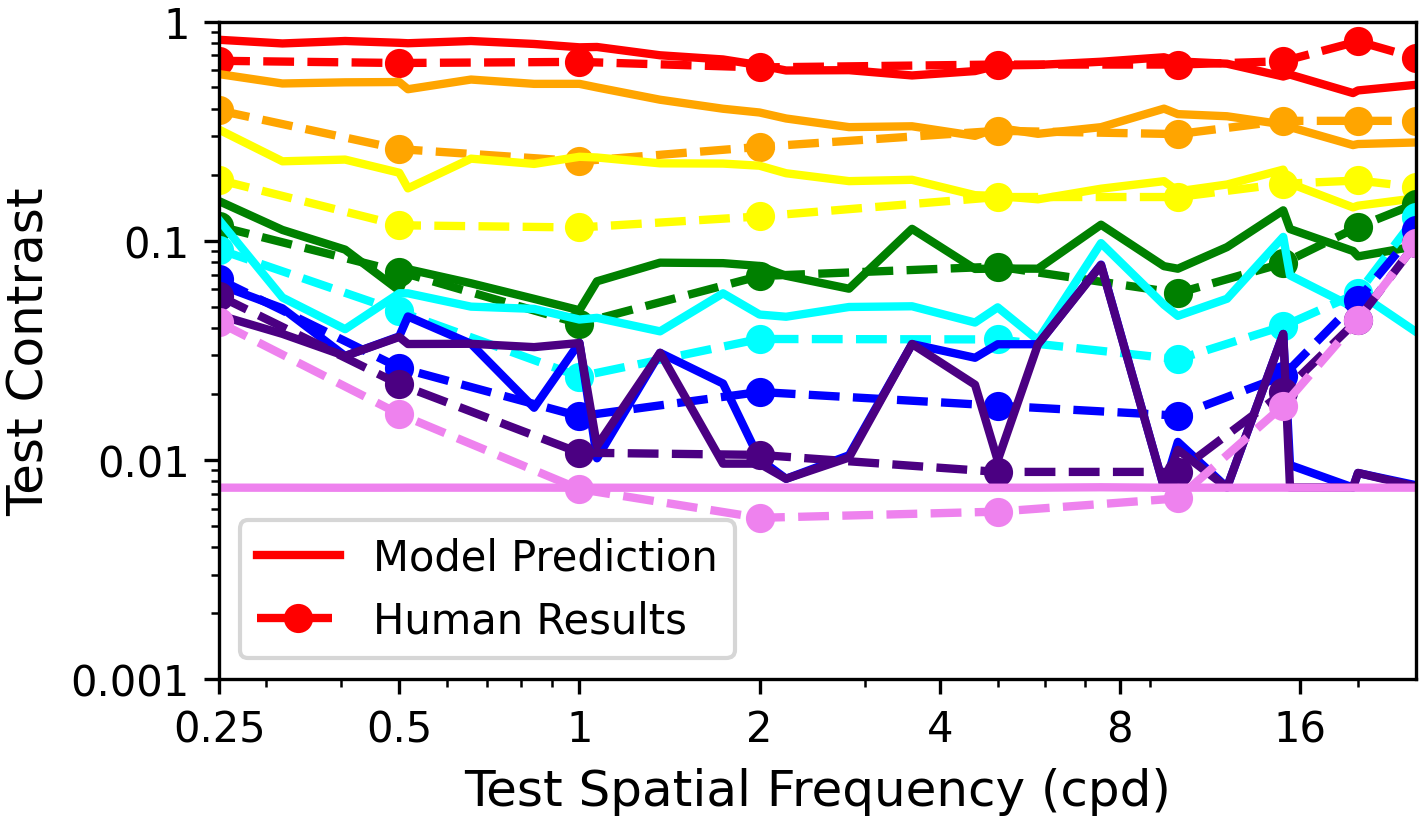 1
0.1
0.01
0.001
Test Contrast
Model Prediction
Human Results
0.25 0.5 1 2 4 8 16
Test Spatial Frequency (cpd)